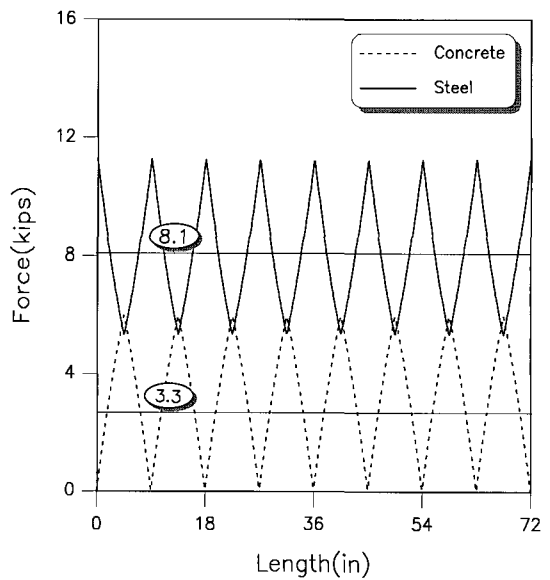 16
12
8
4
0
Force(kips)
Concrete
Steel
8.1
3.3
0 18 36 54 72
Length(in)